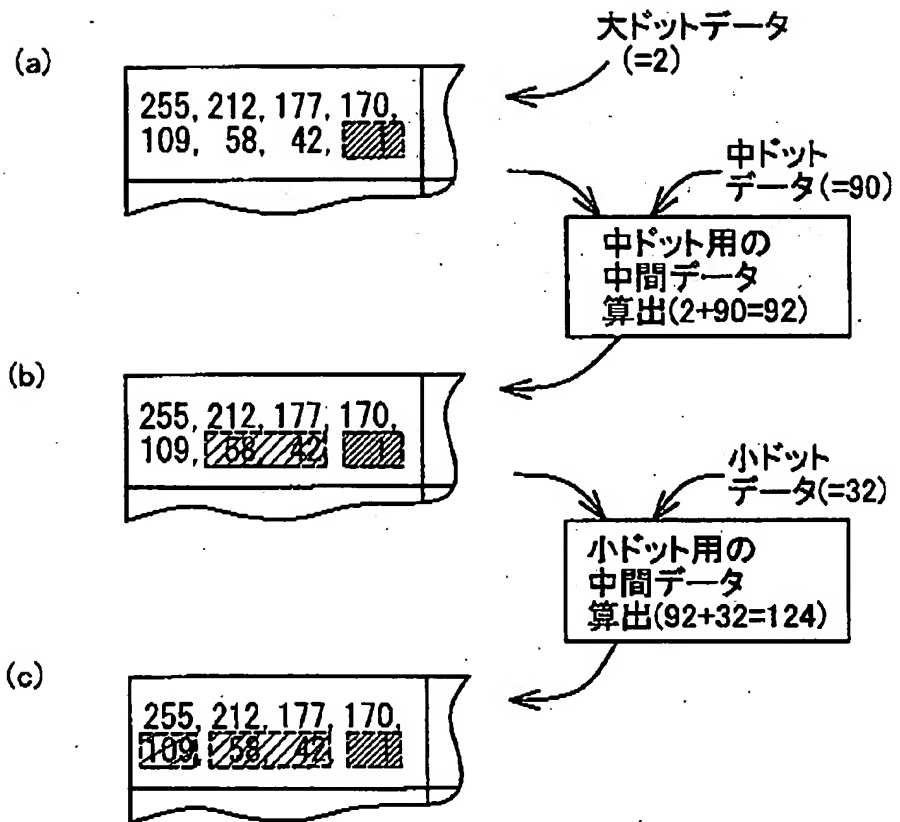 (a)
大ドットデータ
(=2)
255, 212, 177, 170,
109, 58, 42, 1
中ドット
データ(=90)
中ドット用の
中間データ
算出(2+90=92)
(b)
255, 212, 177, 170,
109, 58, 42, 1
小ドット
データ(=32)
小ドット用の
中間データ
算出(92+32=124)
(c)
255, 212, 177, 170,
109, 58, 42, 1